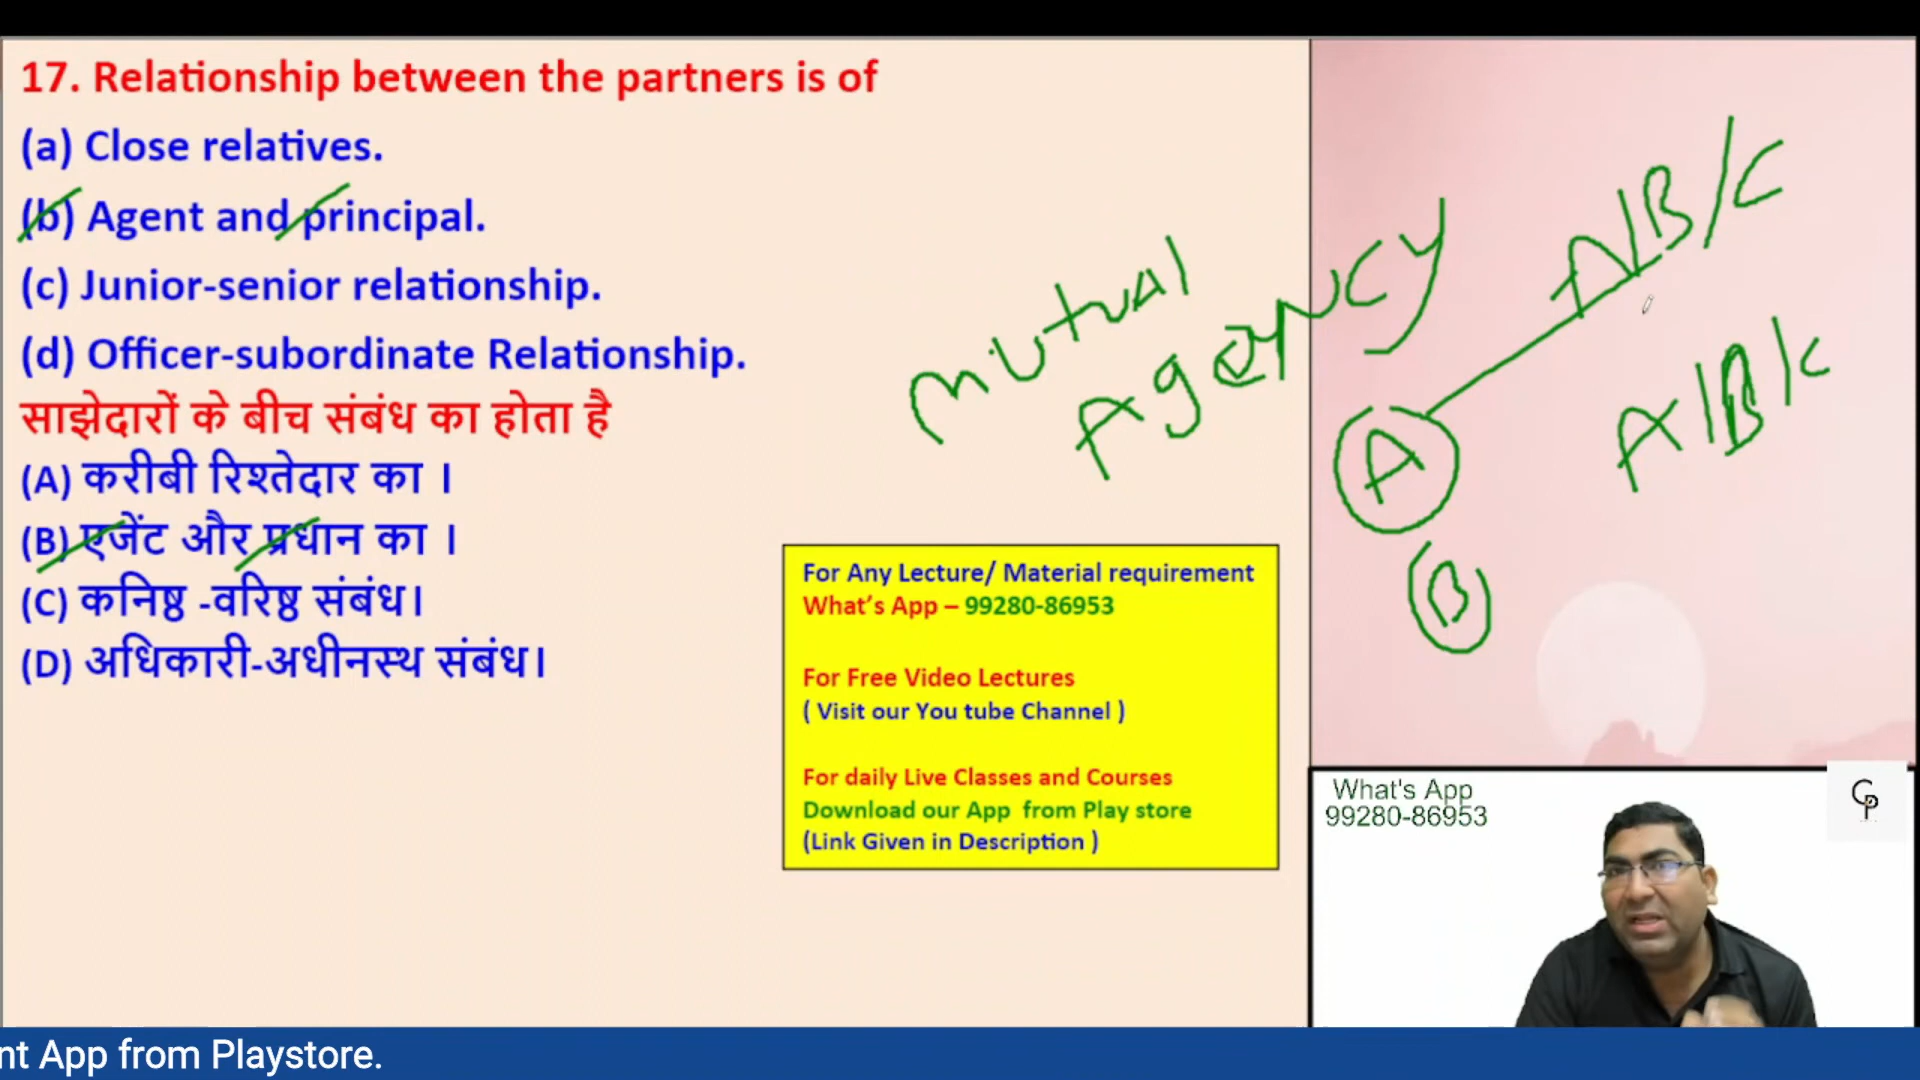 17. Relationship between the partners is of
(a) Close relatives.
(b) Agent and principal.
(c) Junior-senior relationship.
(d) Officer-subordinate Relationship.
साझेदारों के बीच संबंध का होता है
(A) करीबी रिश्तेदार का ।
(B) एजेंट और प्रधान का ।
(C) कनिष्ठ -वरिष्ठ संबंध।
(D) अधिकारी-अधीनस्थ संबंध।
mutual
Agency
A/B/C
A/B/C
A
B
For Any Lecture/ Material requirement
What's App – 99280-86953
For Free Video Lectures
( Visit our You tube Channel )
For daily Live Classes and Courses
Download our App from Play store
(Link Given in Description )
What's App
99280-86953
CP
nt App from Playstore.